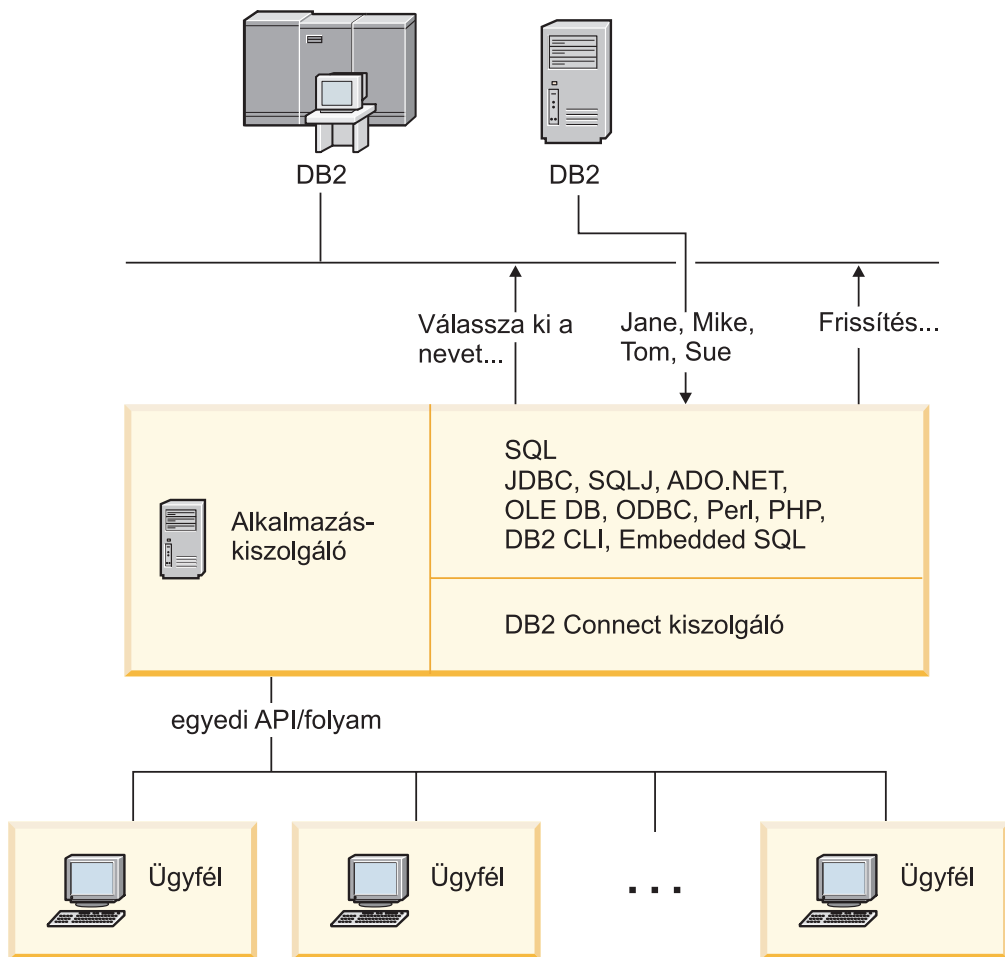 DB2
DB2
Válassza ki a
nevet...
Jane, Mike,
Tom, Sue
Frissítés...
Alkalmazás-
kiszolgáló
SQL
JDBC, SQLJ, ADO.NET,
OLE DB, ODBC, Perl, PHP,
DB2 CLI, Embedded SQL
DB2 Connect kiszolgáló
egyedi API/folyam
Ügyfél
Ügyfél
. . .
Ügyfél